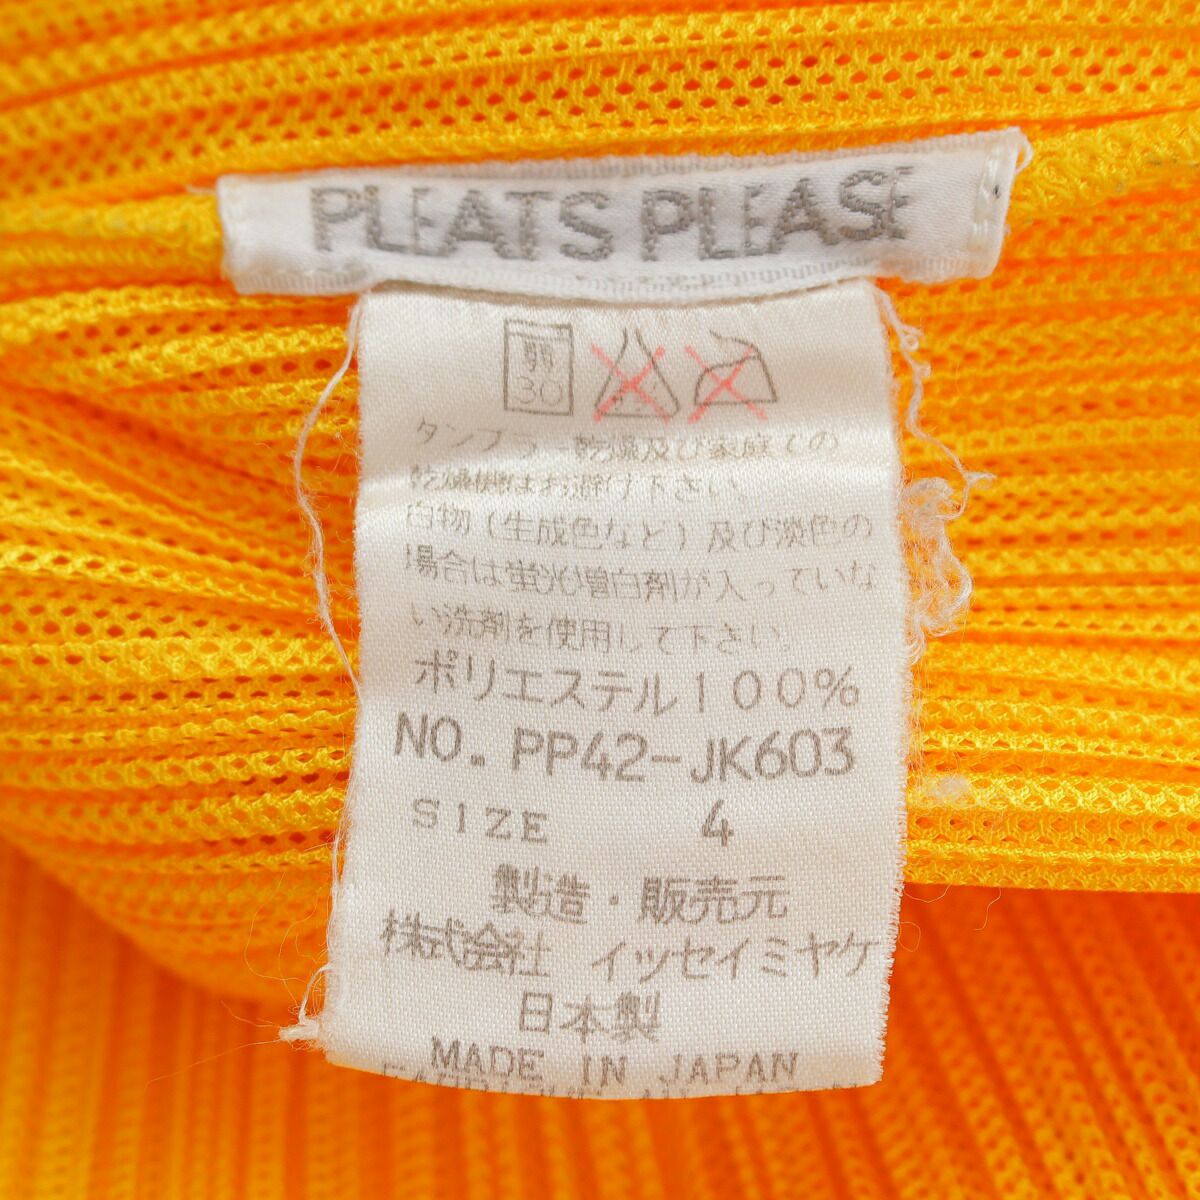 PLEATS PLEASE
弱
30
タンブラー乾燥及び家庭での
乾燥機はお避け下さい
白物(生成色など)及び淡色の
場合は蛍光増白剤が入っていな
い洗剤を使用して下さい。
ポリエステル100%
NO. PP42-JK603
SIZE 4
製造・販売元
株式会社 イッセイミヤケ
日本製
MADE IN JAPAN